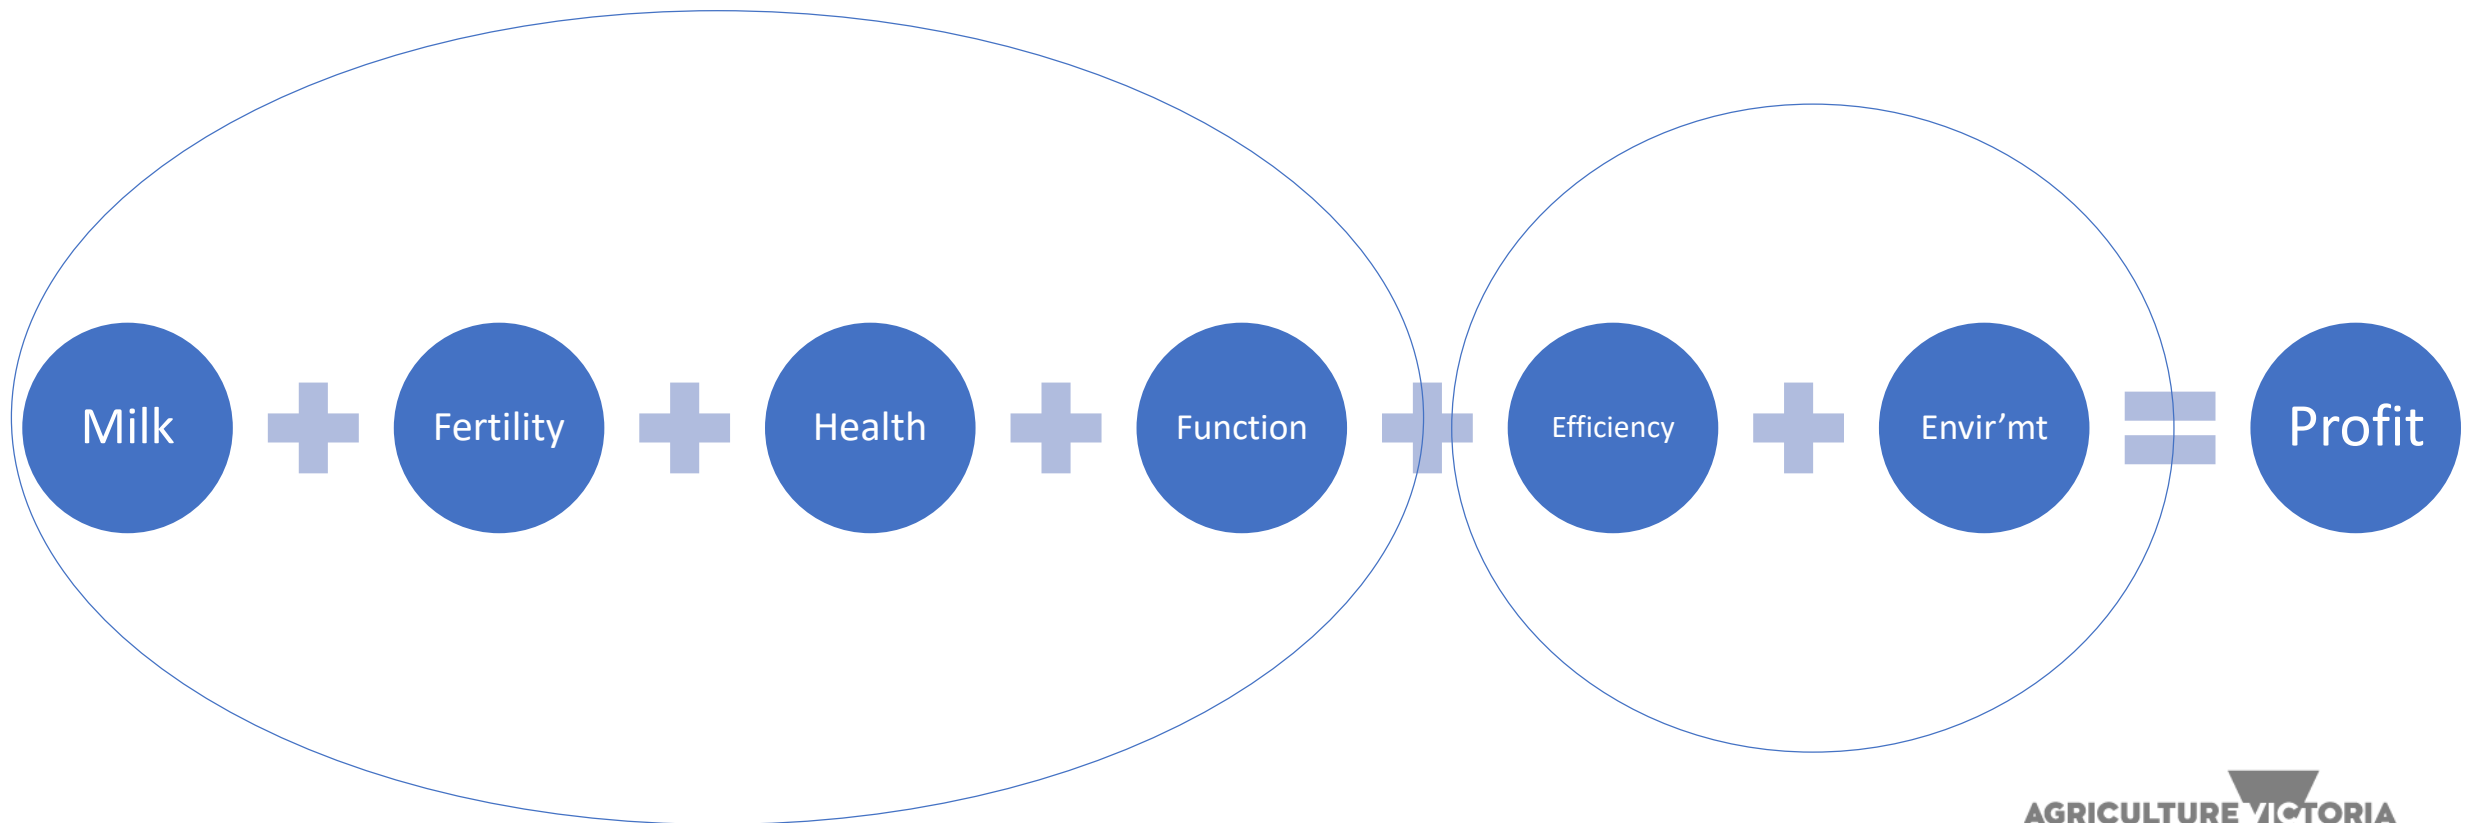 Milk
Fertility
Health
Function
Efficiency
Envir’mt
Profit
AGRICULTURE VICTORIA